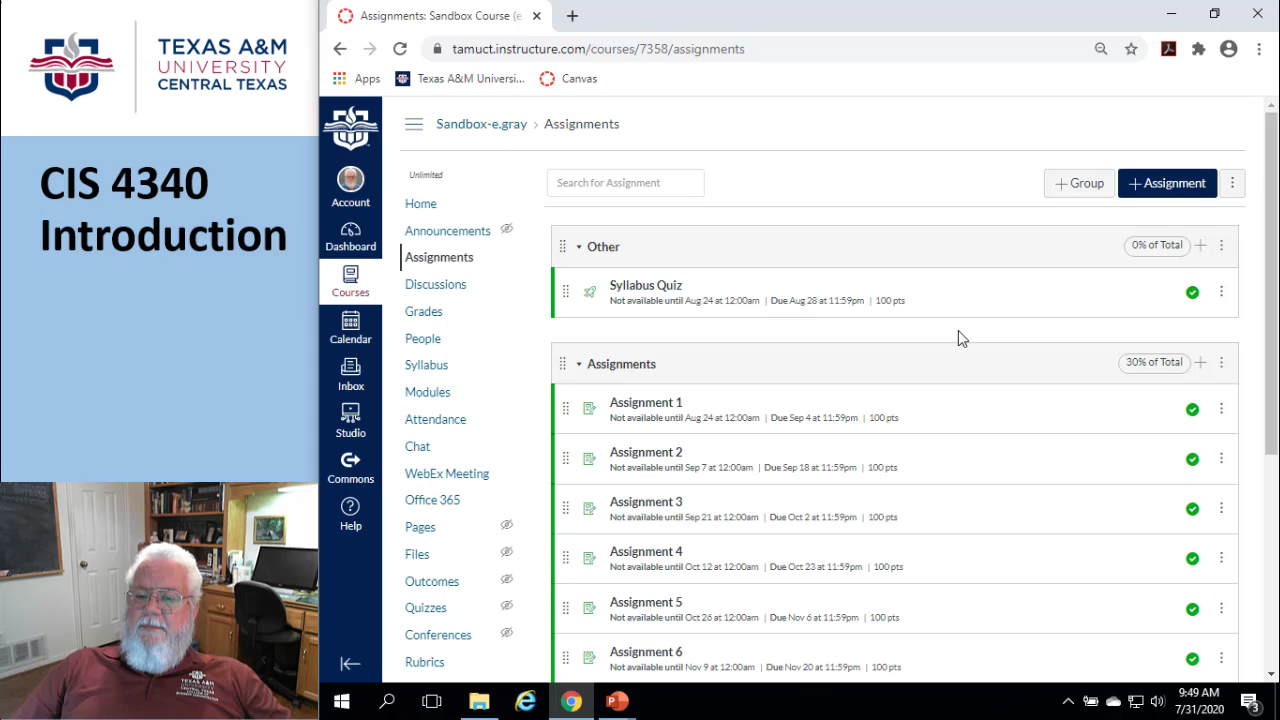 TEXAS A&M
UNIVERSITY
CENTRAL TEXAS
CIS 4340
Introduction
Assignments: Sandbox Course (e
tamuct.instructure.com/courses/7358/assignments
Apps
Texas A&M Universi...
Canvas
Account
Dashboard
Courses
Calendar
Inbox
Studio
Commons
Help
Sandbox-e.gray › Assignments
Unlimited
Home
Announcements
Assignments
Discussions
Grades
People
Syllabus
Modules
Attendance
Chat
WebEx Meeting
Office 365
Pages
Files
Outcomes
Quizzes
Conferences
Rubrics
Search for Assignment
+ Group
+ Assignment
Other
0% of Total
Syllabus Quiz
Not available until Aug 24 at 12:00am | Due Aug 28 at 11:59pm | 100 pts
Assignments
30% of Total
Assignment 1
Not available until Aug 24 at 12:00am | Due Sep 4 at 11:59pm | 100 pts
Assignment 2
Not available until Sep 7 at 12:00am | Due Sep 18 at 11:59pm | 100 pts
Assignment 3
Not available until Sep 21 at 12:00am | Due Oct 2 at 11:59pm | 100 pts
Assignment 4
Not available until Oct 12 at 12:00am | Due Oct 23 at 11:59pm | 100 pts
Assignment 5
Not available until Oct 26 at 12:00am | Due Nov 6 at 11:59pm | 100 pts
Assignment 6
Not available until Nov 9 at 12:00am | Due Nov 20 at 11:59pm | 100 pts
TEXAS A&M
UNIVERSITY
CENTRAL TEXAS
9:49 AM
7/31/2020
3